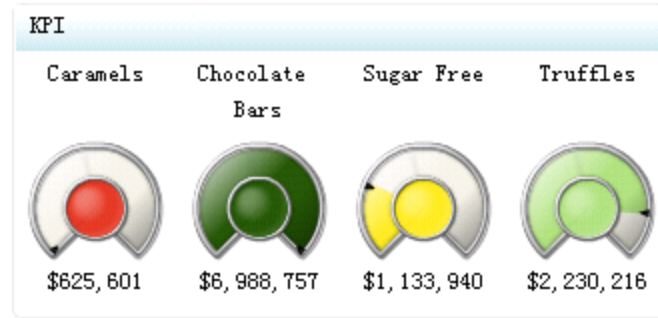 KPI
Caramels
Chocolate
Bars
Sugar Free
Truffles
$625,601
$6,988,757
$1,133,940
$2,230,216